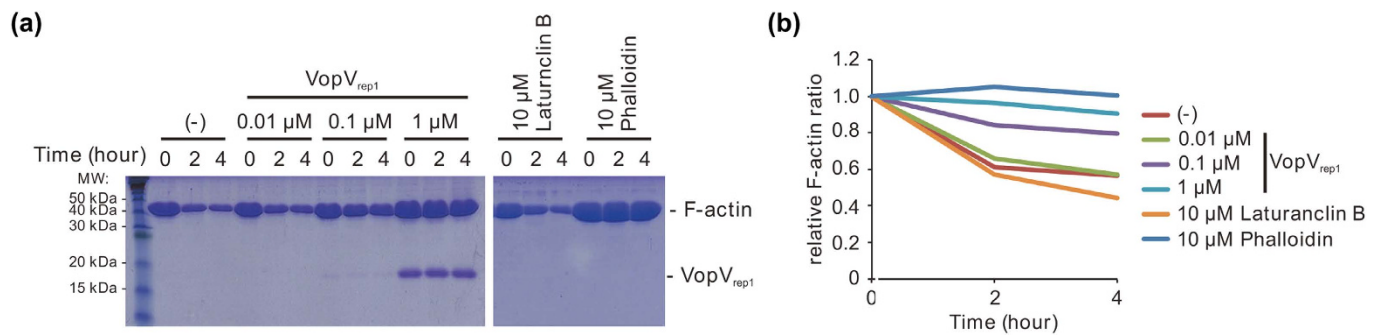 (a)
VopVrep1
10 µM
Laturnclin B
10 µM
Phalloidin
(-)
0.01 µM
0.1 µM
1 µM
Time (hour)
0 2 4 0 2 4 0 2 4 0 2 4 0 2 4 0 2 4
MW:
50 kDa -
40 kDa -
30 kDa -
20 kDa -
15 kDa -
- F-actin
- VopVrep1
(b)
relative F-actin ratio
1.2
1.0
0.8
0.6
0.4
0.2
0
0 2 4
Time (hour)
(-)
0.01 µM
0.1 µM
1 µM
VopVrep1
10 µM Laturanclin B
10 µM Phalloidin